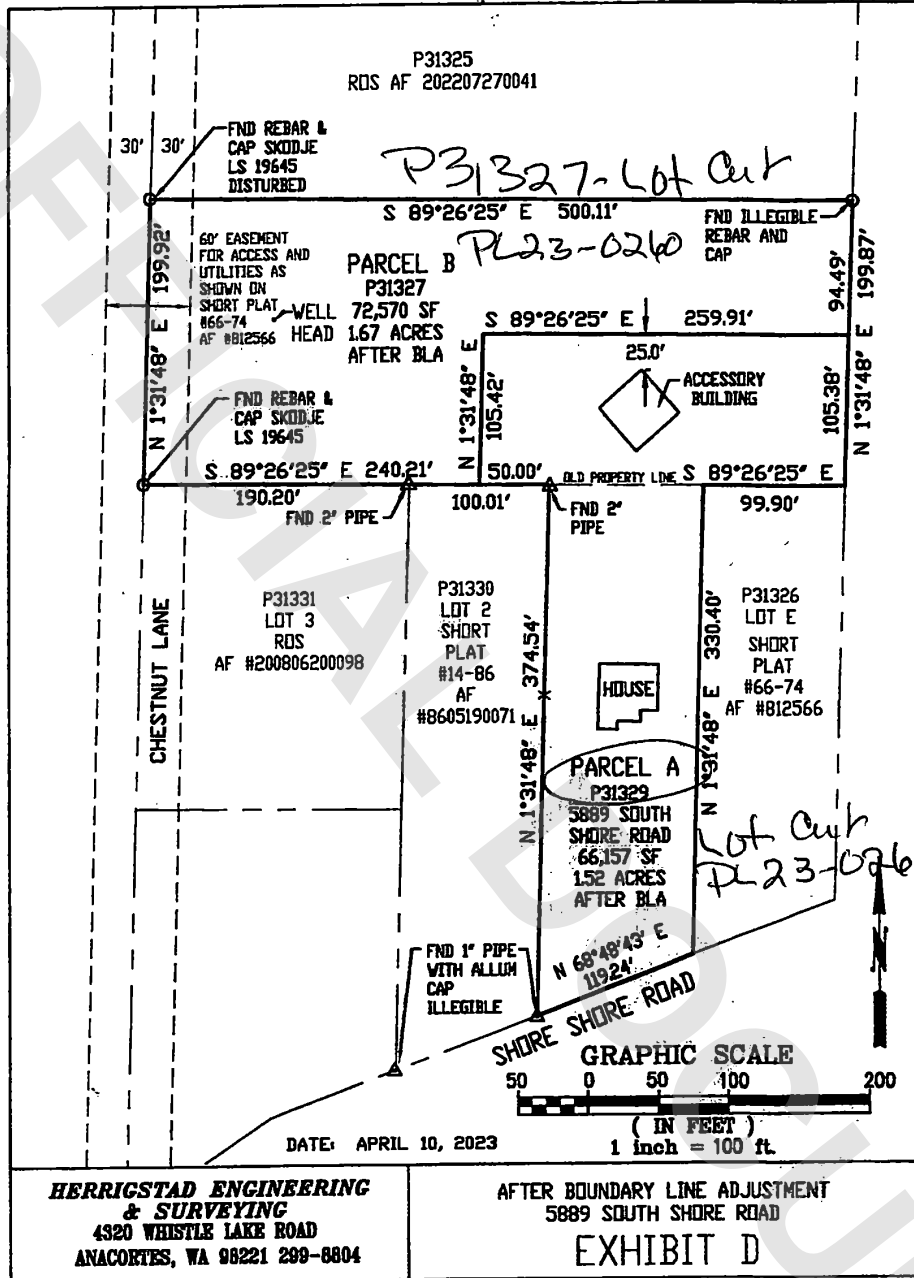 P31325
ROS AF 202207270041
30' 30'
FND REBAR &
CAP SKODJE
LS 19645
DISTURBED
P31327-Lot Cert
S 89°26'25" E 500.11'
PL23-0260
FND ILLEGIBLE
REBAR AND
CAP
N 1°31'48" E 199.92'
60' EASEMENT
FOR ACCESS AND
UTILITIES AS
SHOWN ON
SHORT PLAT
#66-74
AF #812566
WELL
HEAD
PARCEL B
P31327
72,570 SF
1.67 ACRES
AFTER BLA
94.49'
N 1°31'48" E 199.87'
S 89°26'25" E 259.91'
25.0'
N 1°31'48" E
105.42'
ACCESSORY
BUILDING
105.38'
FND REBAR &
CAP SKODJE
LS 19645
S 89°26'25" E 240.21'
50.00'
OLD PROPERTY LINE
S 89°26'25" E
190.20'
FND 2" PIPE
100.01'
FND 2"
PIPE
99.90'
CHESTNUT LANE
P31331
LOT 3
ROS
AF #200806200098
P31330
LOT 2
SHORT
PLAT
#14-86
AF
#8605190071
N 1°31'48" E 374.54'
HOUSE
N 1°31'48" E 330.40'
P31326
LOT E
SHORT
PLAT
#66-74
AF #812566
PARCEL A
P31329
5889 SOUTH
SHORE ROAD
66,157 SF
1.52 ACRES
AFTER BLA
Lot Cert
PL23-026
FND 1" PIPE
WITH ALLUM
CAP
ILLEGIBLE
N 68°48'43" E
119.24'
SHORE SHORE ROAD
N
GRAPHIC SCALE
50 0 50 100 200
( IN FEET )
1 inch = 100 ft.
DATE: APRIL 10, 2023
HERRIGSTAD ENGINEERING
& SURVEYING
4320 WHISTLE LAKE ROAD
ANACORTES, WA 98221 299-8804
AFTER BOUNDARY LINE ADJUSTMENT
5889 SOUTH SHORE ROAD
EXHIBIT D